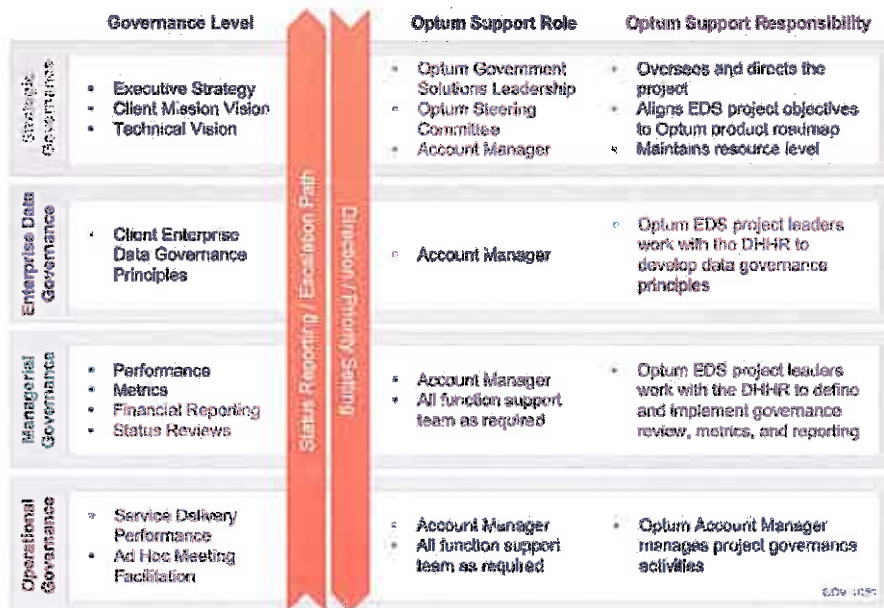 Governance Level
Optum Support Role
Optum Support Responsibility
Strategic
Governance
• Executive Strategy
• Client Mission Vision
• Technical Vision
• Optum Government
Solutions Leadership
• Optum Steering
Committee
• Account Manager
• Oversees and directs the
project
• Aligns EDS project objectives
to Optum product roadmap
• Maintains resource level
Status Reporting / Escalation Path
Direction / Priority Setting
Enterprise Data
Governance
• Client Enterprise
Data Governance
Principles
• Account Manager
• Optum EDS project leaders
work with the DHHR to
develop data governance
principles
Managerial
Governance
• Performance
• Metrics
• Financial Reporting
• Status Reviews
• Account Manager
• All function support
team as required
• Optum EDS project leaders
work with the DHHR to define
and implement governance
review, metrics, and reporting
Operational
Governance
• Service Delivery
Performance
• Ad Hoc Meeting
Facilitation
• Account Manager
• All function support
team as required
• Optum Account Manager
manages project governance
activities